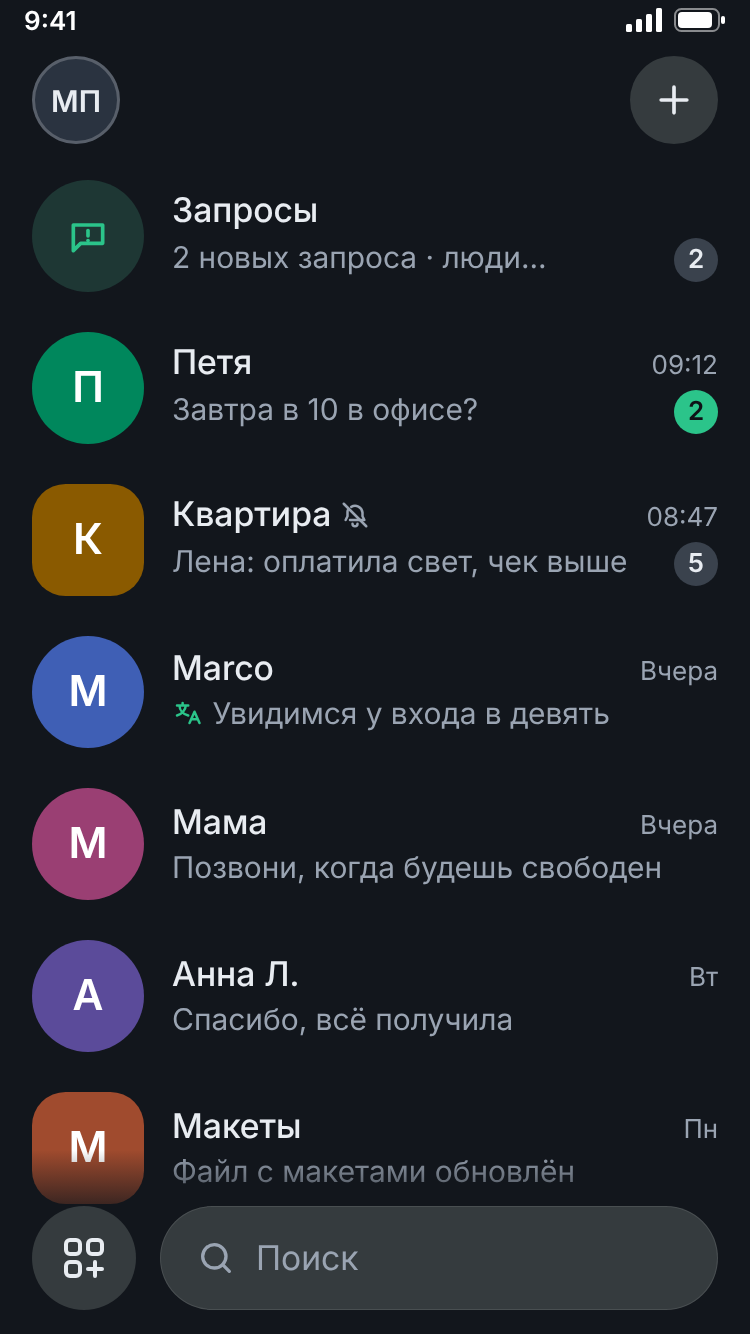 9:41
МП
Запросы
2 новых запроса · люди...
2
П
Петя
09:12
Завтра в 10 в офисе?
2
К
Квартира
08:47
Лена: оплатила свет, чек выше
5
M
Marco
Вчера
Увидимся у входа в девять
М
Мама
Вчера
Позвони, когда будешь свободен
А
Анна Л.
Вт
Спасибо, всё получила
М
Макеты
Пн
Файл с макетами обновлён
Поиск